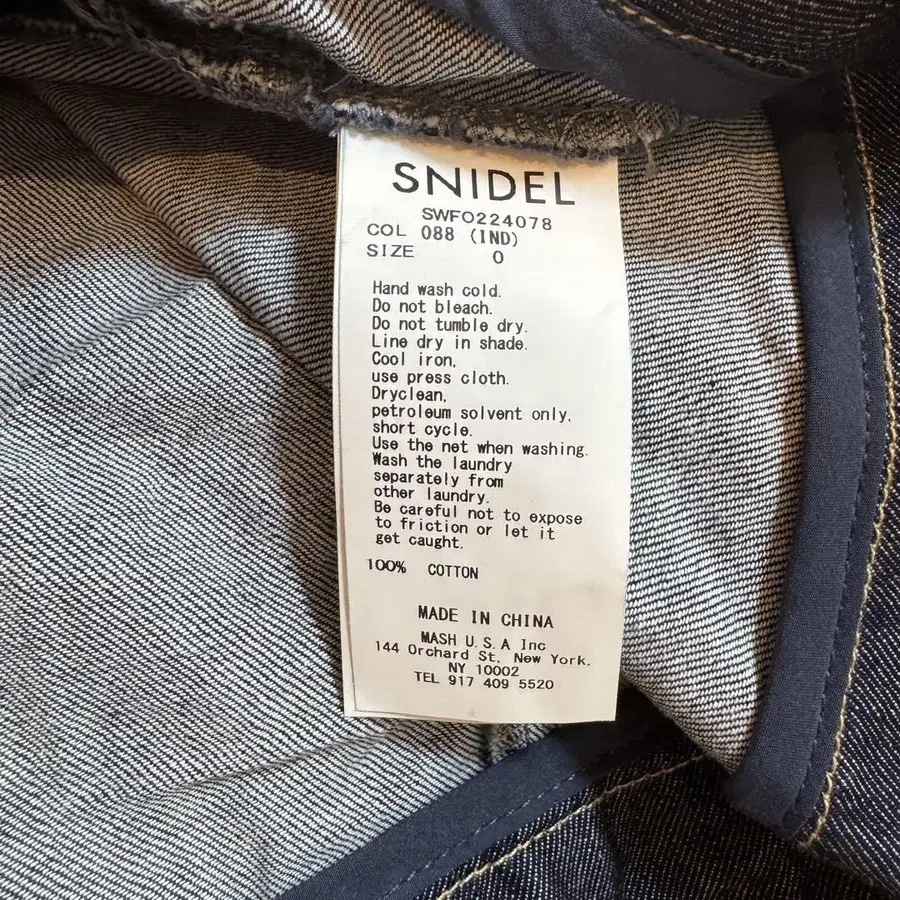 SNIDEL
SWFO224078
COL 088 (IND)
SIZE 0
Hand wash cold.
Do not bleach.
Do not tumble dry.
Line dry in shade.
Cool iron,
use press cloth.
Dryclean,
petroleum solvent only,
short cycle.
Use the net when washing.
Wash the laundry
separately from
other laundry.
Be careful not to expose
to friction or let it
get caught.
100% COTTON
MADE IN CHINA
MASH U.S.A Inc
144 Orchard St, New York.
NY 10002
TEL 917 409 5520